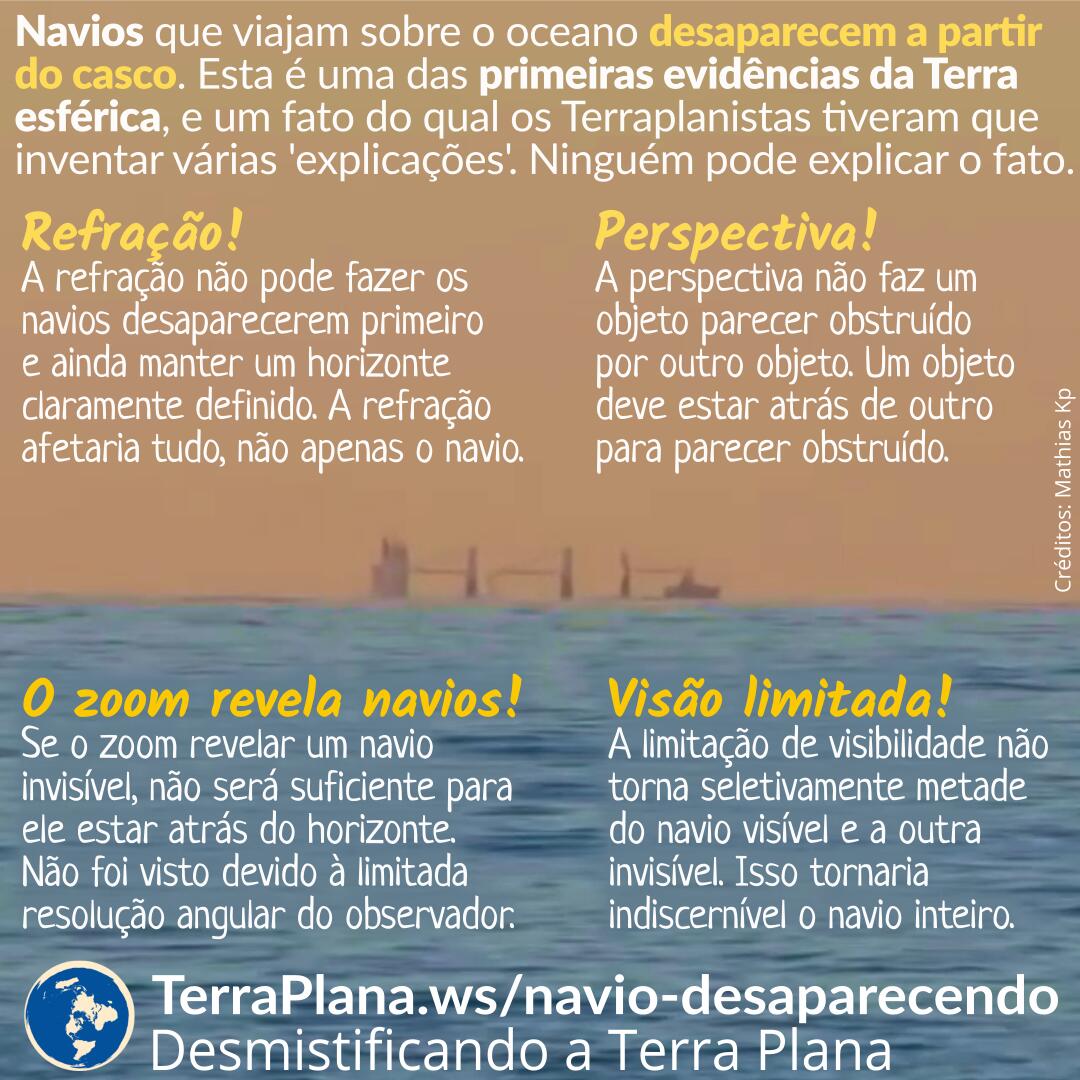 Navios que viajam sobre o oceano desaparecem a partir
do casco. Esta é uma das primeiras evidências da Terra
esférica, e um fato do qual os Terraplanistas tiveram que
inventar várias 'explicações'. Ninguém pode explicar o fato.
Refração!
A refração não pode fazer os
navios desaparecerem primeiro
e ainda manter um horizonte
claramente definido. A refração
afetaria tudo, não apenas o navio.
Perspectiva!
A perspectiva não faz um
objeto parecer obstruído
por outro objeto. Um objeto
deve estar atrás de outro
para parecer obstruído.
Créditos: Mathias Kp
O zoom revela navios!
Se o zoom revelar um navio
invisível, não será suficiente para
ele estar atrás do horizonte.
Não foi visto devido à limitada
resolução angular do observador.
Visão limitada!
A limitação de visibilidade não
torna seletivamente metade
do navio visível e a outra
invisível. Isso tornaria
indiscernível o navio inteiro.
TerraPlana.ws/navio-desaparecendo
Desmistificando a Terra Plana